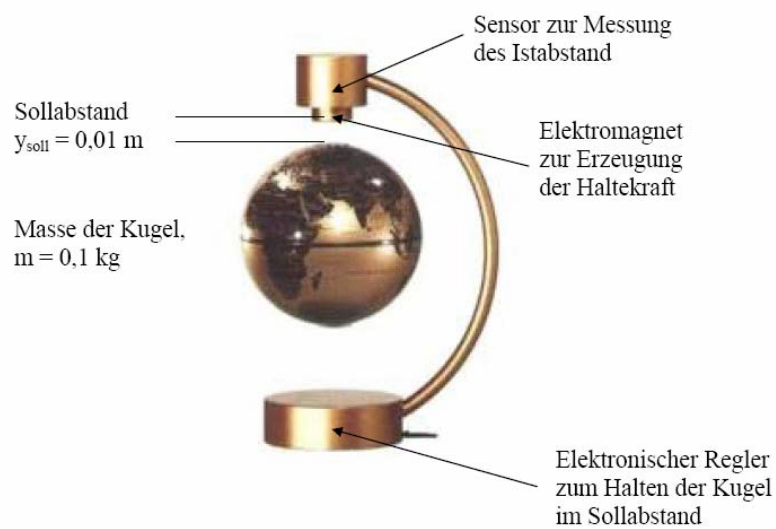 Sensor zur Messung
des Istabstand
Sollabstand
y_soll = 0,01 m
Elektromagnet
zur Erzeugung
der Haltekraft
Masse der Kugel,
m = 0,1 kg
Elektronischer Regler
zum Halten der Kugel
im Sollabstand